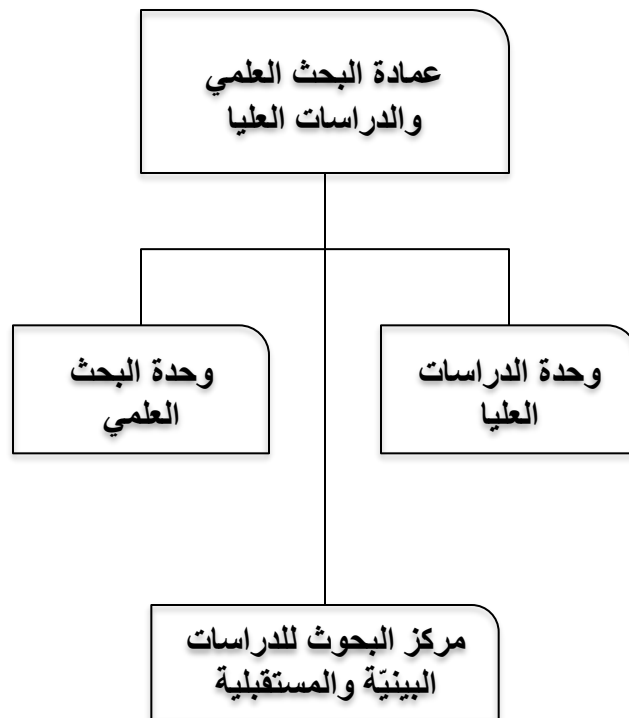 عمادة البحث العلمي
والدراسات العليا
وحدة الدراسات
العليا
وحدة البحث
العلمي
مركز البحوث للدراسات
البينيّة والمستقبلية